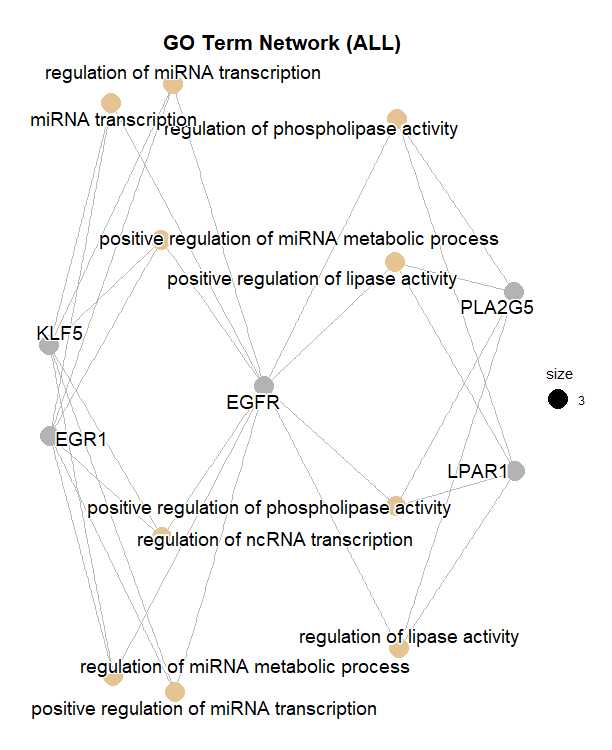 GO Term Network (ALL)
regulation of miRNA transcription
miRNA transcription
regulation of phospholipase activity
positive regulation of miRNA metabolic process
positive regulation of lipase activity
PLA2G5
KLF5
size
3
EGFR
EGR1
LPAR1
positive regulation of phospholipase activity
regulation of ncRNA transcription
regulation of lipase activity
regulation of miRNA metabolic process
positive regulation of miRNA transcription